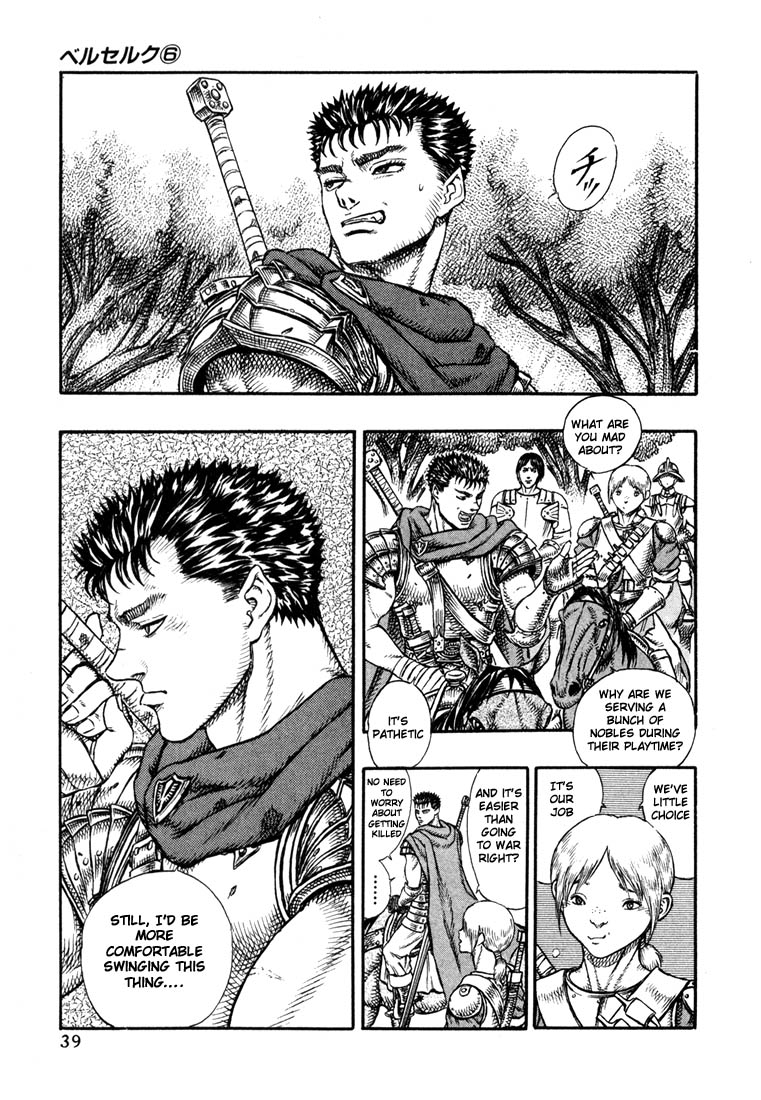 ベルセルク⑥
チッ
WHAT ARE
YOU MAD
ABOUT?
WHY ARE WE
SERVING A
BUNCH OF
NOBLES DURING
THEIR PLAYTIME?
IT'S
PATHETIC
WE'VE
LITTLE
CHOICE
IT'S
OUR
JOB
AND IT'S
EASIER
THAN
GOING
TO WAR
RIGHT?
NO NEED
TO
WORRY
ABOUT
GETTING
KILLED
......
STILL, I'D BE
MORE
COMFORTABLE
SWINGING THIS
THING....
39